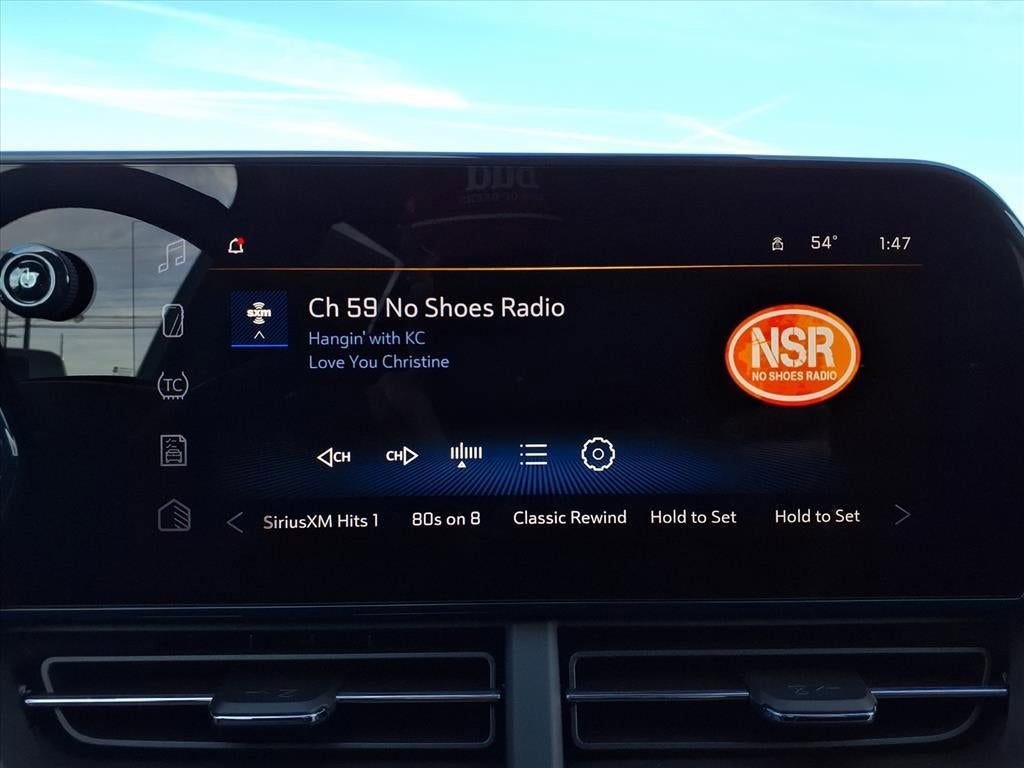 54° 1:47
sxm
Ch 59 No Shoes Radio
Hangin' with KC
Love You Christine
NSR
NO SHOES RADIO
TC
CH CH
SiriusXM Hits 1 80s on 8 Classic Rewind Hold to Set Hold to Set